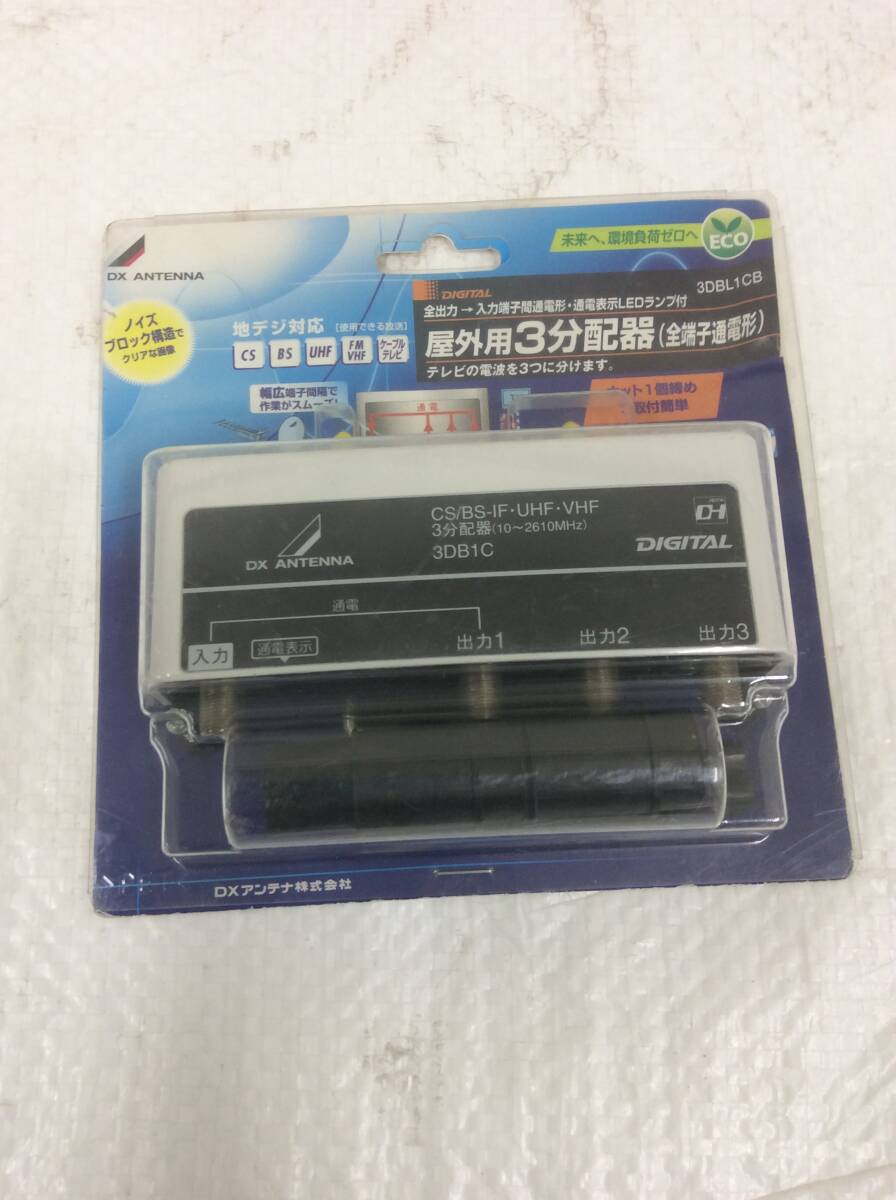 DX ANTENNA
未来へ、環境負荷ゼロへ
ECO
DIGITAL
3DBL1CB
全出力→入力端子間通電形・通電表示LEDランプ付
屋外用3分配器(全端子通電形)
テレビの電波を3つに分けます。
ノイズ
ブロック構造で
クリアな画像
地デジ対応 [使用できる放送]
CS
BS
UHF
FM
VHF
ケーブル
テレビ
幅広端子間隔で
作業がスムーズ!
通電
1個締め
取付簡単
CS/BS-IF・UHF・VHF
3分配器(10～2610MHz)
3DB1C
DX ANTENNA
DH
DIGITAL
通電
入力
通電表示
出力1
出力2
出力3
DXアンテナ株式会社